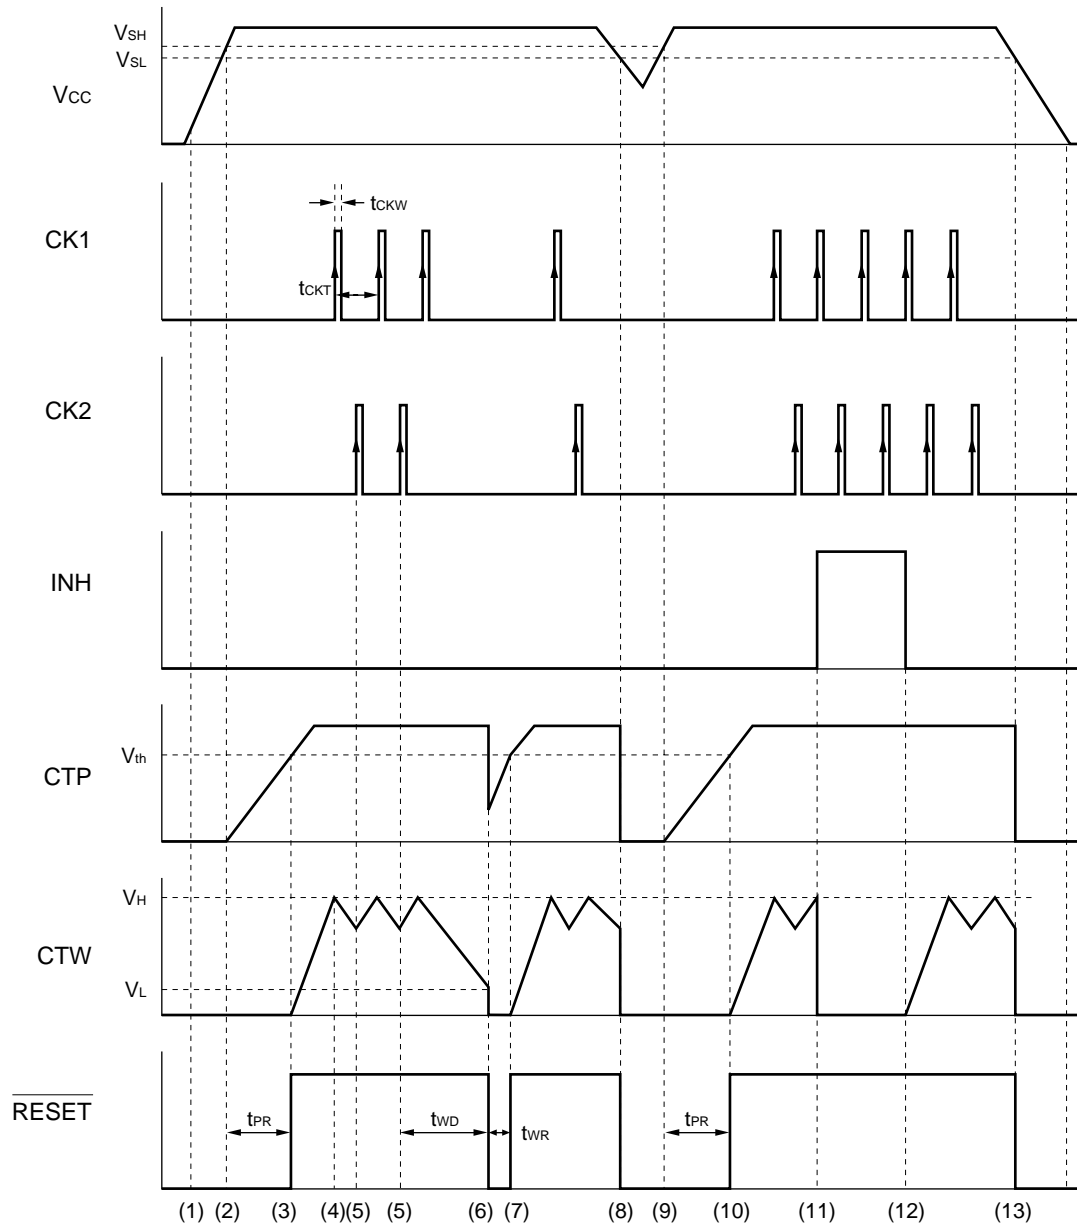 VSH
VSL
VCC
tCKW
CK1
tCKT
CK2
INH
Vth
CTP
VH
CTW
VL
RESET
tPR
tWD
tWR
tPR
(1) (2) (3) (4)(5) (5) (6) (7) (8) (9) (10) (11) (12) (13)